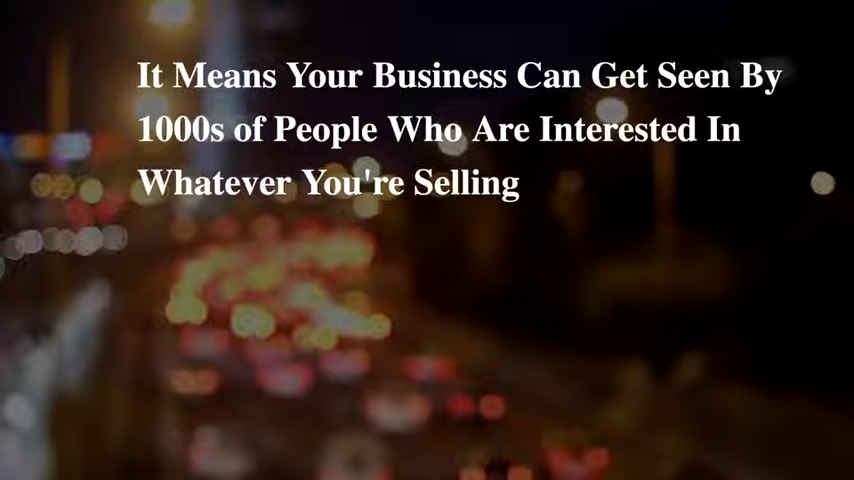 It Means Your Business Can Get Seen By
1000s of People Who Are Interested In
Whatever You're Selling